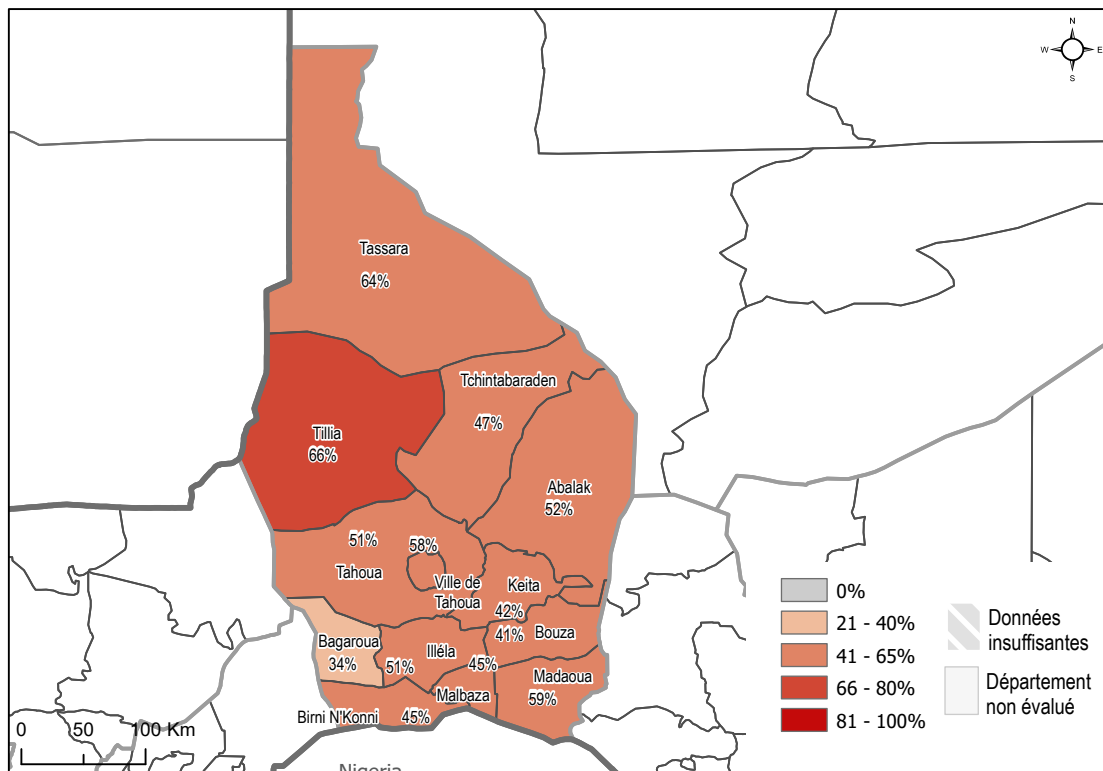 N
W
E
S
Tassara
64%
Tchintabaraden
47%
Tillia
66%
Abalak
52%
51%
58%
Tahoua
Ville de
Tahoua
Keita
42%
41%
Bouza
Bagaroua
34%
51%
Illéla
45%
Madaoua
59%
Malbaza
Birni N'Konni
45%
0%
21 - 40%
41 - 65%
66 - 80%
81 - 100%
Données
insuffisantes
Département
non évalué
0 50 100 Km
Nigeria